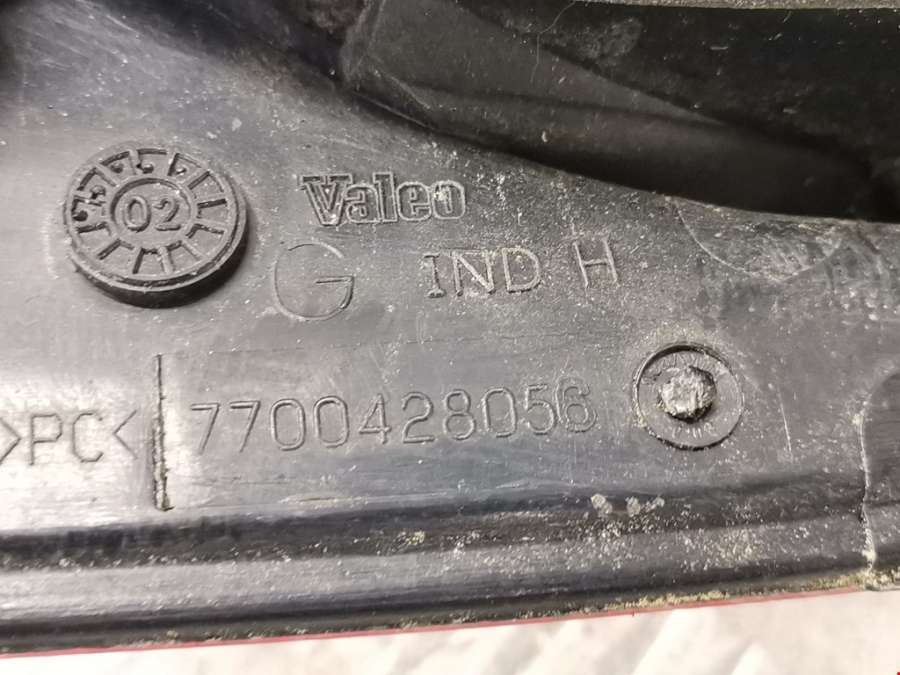 02
Valeo
G IND H
>PC<
7700428056